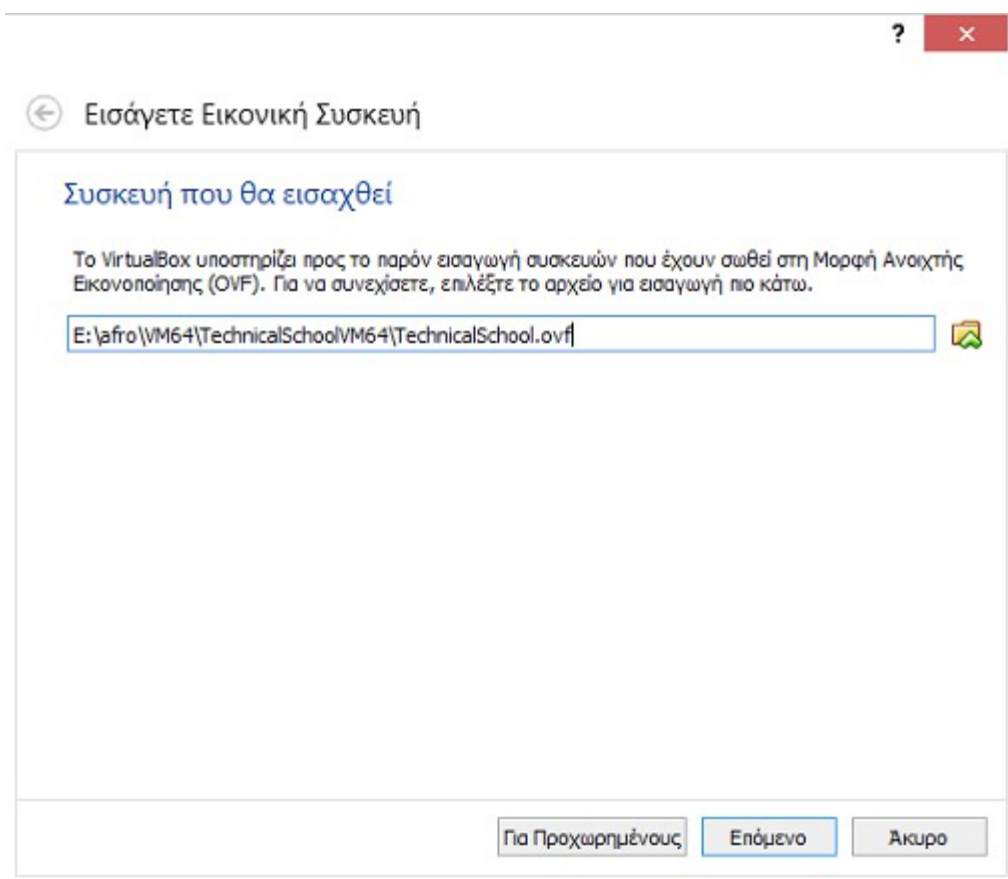 ?
Εισάγετε Εικονική Συσκευή
Συσκευή που θα εισαχθεί
Το VirtualBox υποστηρίζει προς το παρόν εισαγωγή συσκευών που έχουν σωθεί στη Μορφή Ανοιχτής
Εικονοποίησης (OVF). Για να συνεχίσετε, επιλέξτε το αρχείο για εισαγωγή πιο κάτω.
E:\afro\VM64\TechnicalSchoolVM64\TechnicalSchool.ovf
Για Προχωρημένους Επόμενο Άκυρο